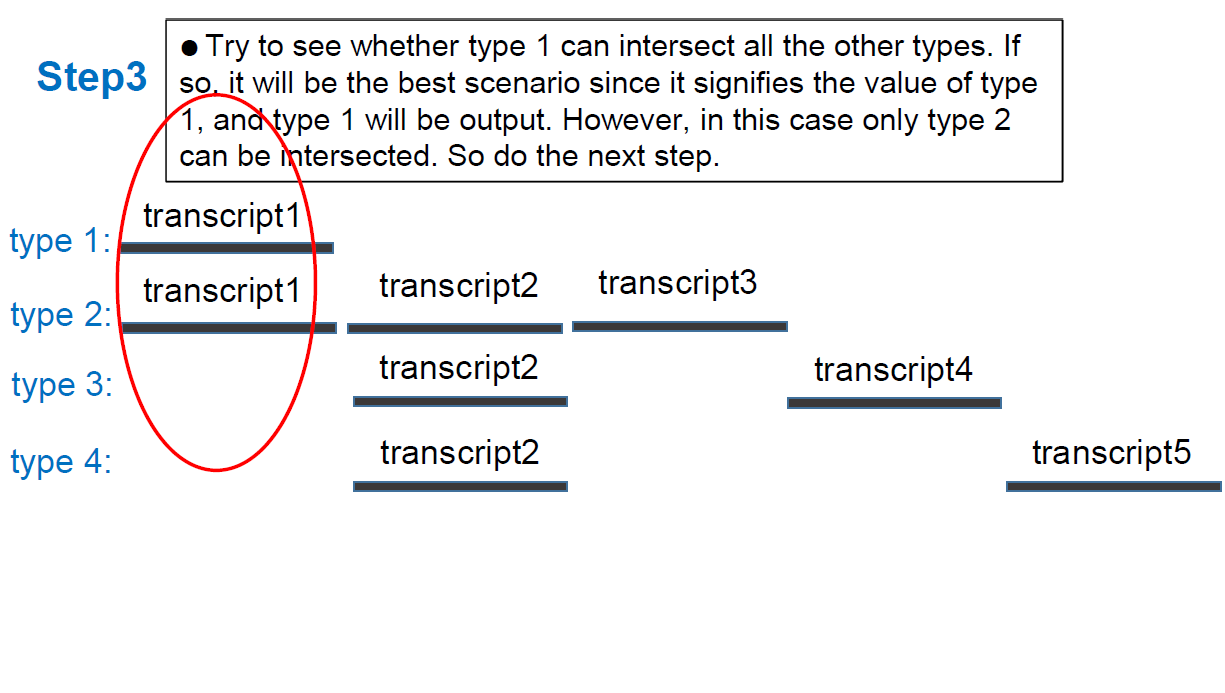 Step3
● Try to see whether type 1 can intersect all the other types. If
so, it will be the best scenario since it signifies the value of type
1, and type 1 will be output. However, in this case only type 2
can be intersected. So do the next step.
type 1: transcript1
type 2: transcript1 transcript2 transcript3
type 3: transcript2 transcript4
type 4: transcript2 transcript5